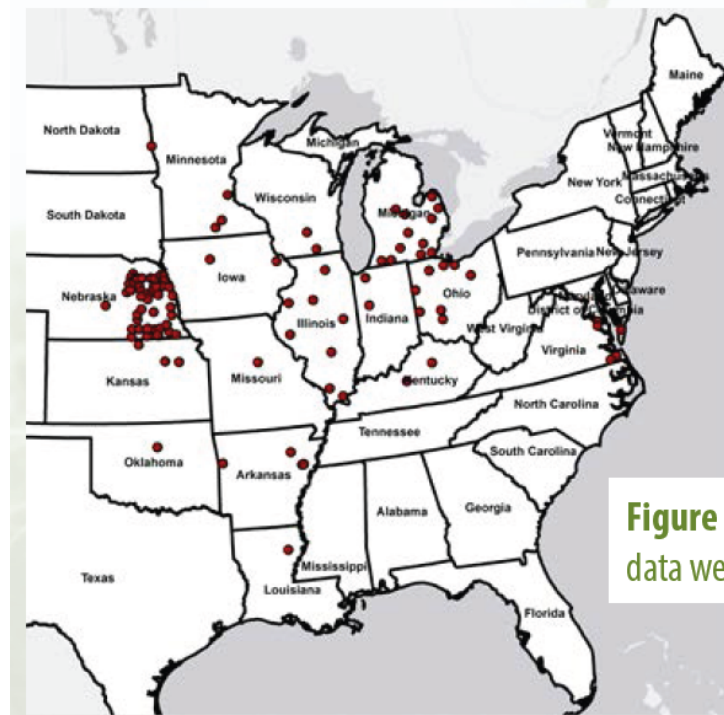 Maine
North Dakota
Vermont
Minnesota
Michigan
New Hampshire
Massachusetts
Wisconsin
New York
Michigan
Connecticut
South Dakota
Pennsylvania
New Jersey
Iowa
Nebraska
Ohio
Delaware
Maryland
District of Columbia
Illinois
Indiana
West Virginia
Virginia
Kansas
Missouri
Kentucky
North Carolina
Tennessee
Oklahoma
South Carolina
Arkansas
Alabama
Georgia
Figure
data we
Mississippi
Texas
Louisiana
Florida